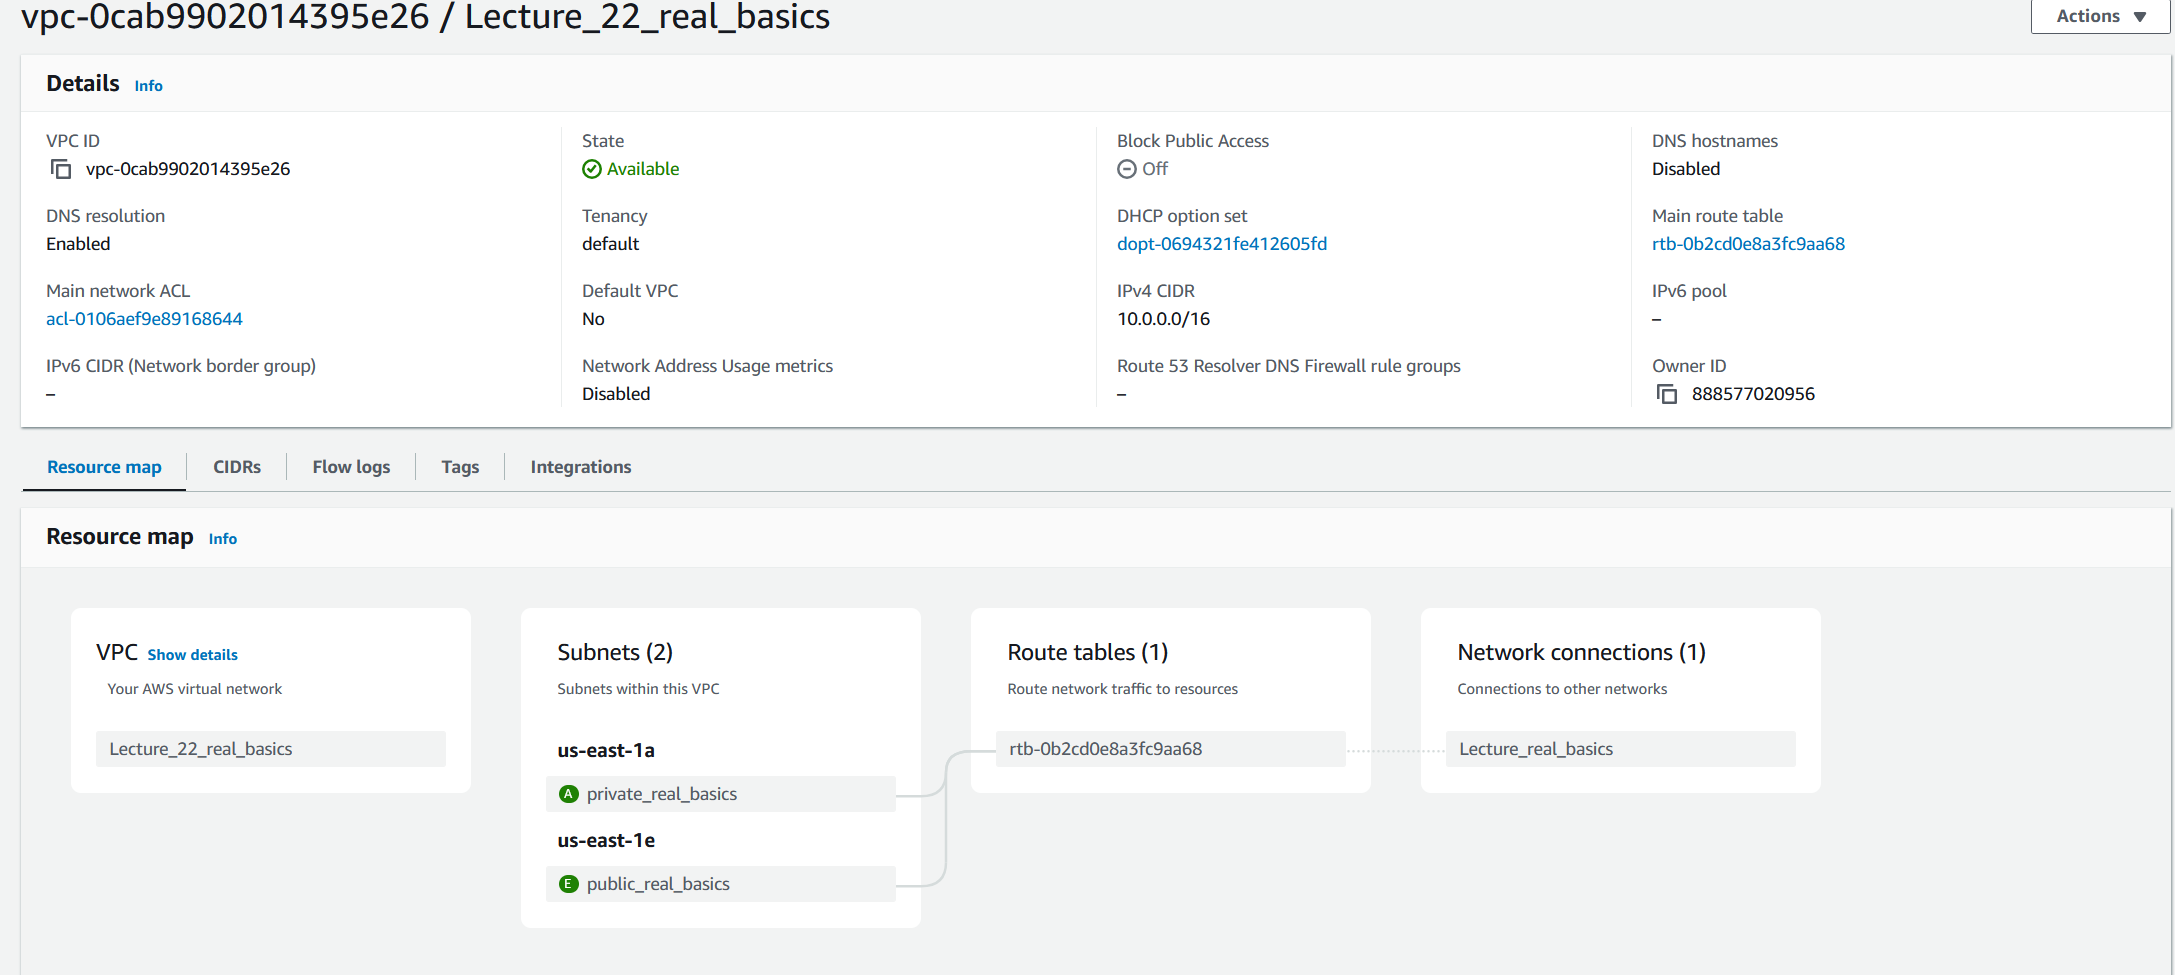 vpc-0cab9902014395e26 / Lecture_22_real_basics
Actions
Details Info
VPC ID
vpc-0cab9902014395e26
State
Available
Block Public Access
Off
DNS hostnames
Disabled
DNS resolution
Enabled
Tenancy
default
DHCP option set
dopt-0694321fe412605fd
Main route table
rtb-0b2cd0e8a3fc9aa68
Main network ACL
acl-0106aef9e89168644
Default VPC
No
IPv4 CIDR
10.0.0.0/16
IPv6 pool
–
IPv6 CIDR (Network border group)
–
Network Address Usage metrics
Disabled
Route 53 Resolver DNS Firewall rule groups
–
Owner ID
888577020956
Resource map
CIDRs
Flow logs
Tags
Integrations
Resource map Info
VPC Show details
Your AWS virtual network
Lecture_22_real_basics
Subnets (2)
Subnets within this VPC
us-east-1a
A private_real_basics
us-east-1e
E public_real_basics
Route tables (1)
Route network traffic to resources
rtb-0b2cd0e8a3fc9aa68
Network connections (1)
Connections to other networks
Lecture_real_basics